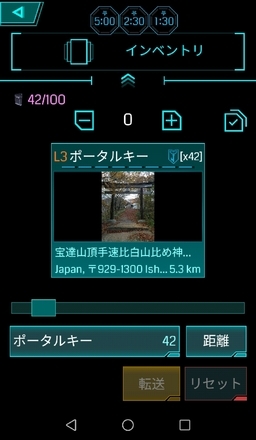 5:00 2:30 1:30
インベントリ
42/100
0
L3 ポータルキー [x42]
宝達山頂手速比白山比め神...
Japan, 〒929-1300 Ish... 5.3 km
ポータルキー 42
距離
転送
リセット